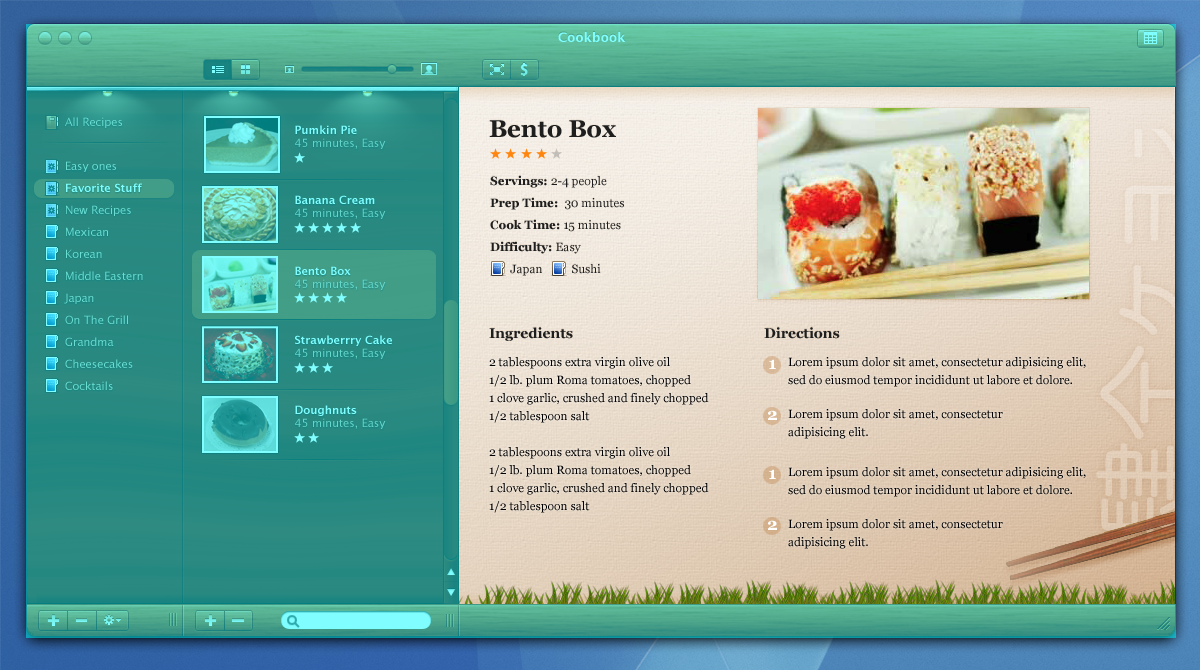 Cookbook
$
All Recipes
Easy ones
Favorite Stuff
New Recipes
Mexican
Korean
Middle Eastern
Japan
On The Grill
Grandma
Cheesecakes
Cocktails
Pumkin Pie
45 minutes, Easy
Banana Cream
45 minutes, Easy
Bento Box
45 minutes, Easy
Strawberrry Cake
45 minutes, Easy
Doughnuts
45 minutes, Easy
Bento Box
Servings: 2-4 people
Prep Time: 30 minutes
Cook Time: 15 minutes
Difficulty: Easy
Japan Sushi
Ingredients
2 tablespoons extra virgin olive oil
1/2 lb. plum Roma tomatoes, chopped
1 clove garlic, crushed and finely chopped
1/2 tablespoon salt
2 tablespoons extra virgin olive oil
1/2 lb. plum Roma tomatoes, chopped
1 clove garlic, crushed and finely chopped
1/2 tablespoon salt
Directions
1 Lorem ipsum dolor sit amet, consectetur adipisicing elit,
sed do eiusmod tempor incididunt ut labore et dolore.
2 Lorem ipsum dolor sit amet, consectetur
adipisicing elit.
1 Lorem ipsum dolor sit amet, consectetur adipisicing elit,
sed do eiusmod tempor incididunt ut labore et dolore.
2 Lorem ipsum dolor sit amet, consectetur
adipisicing elit.